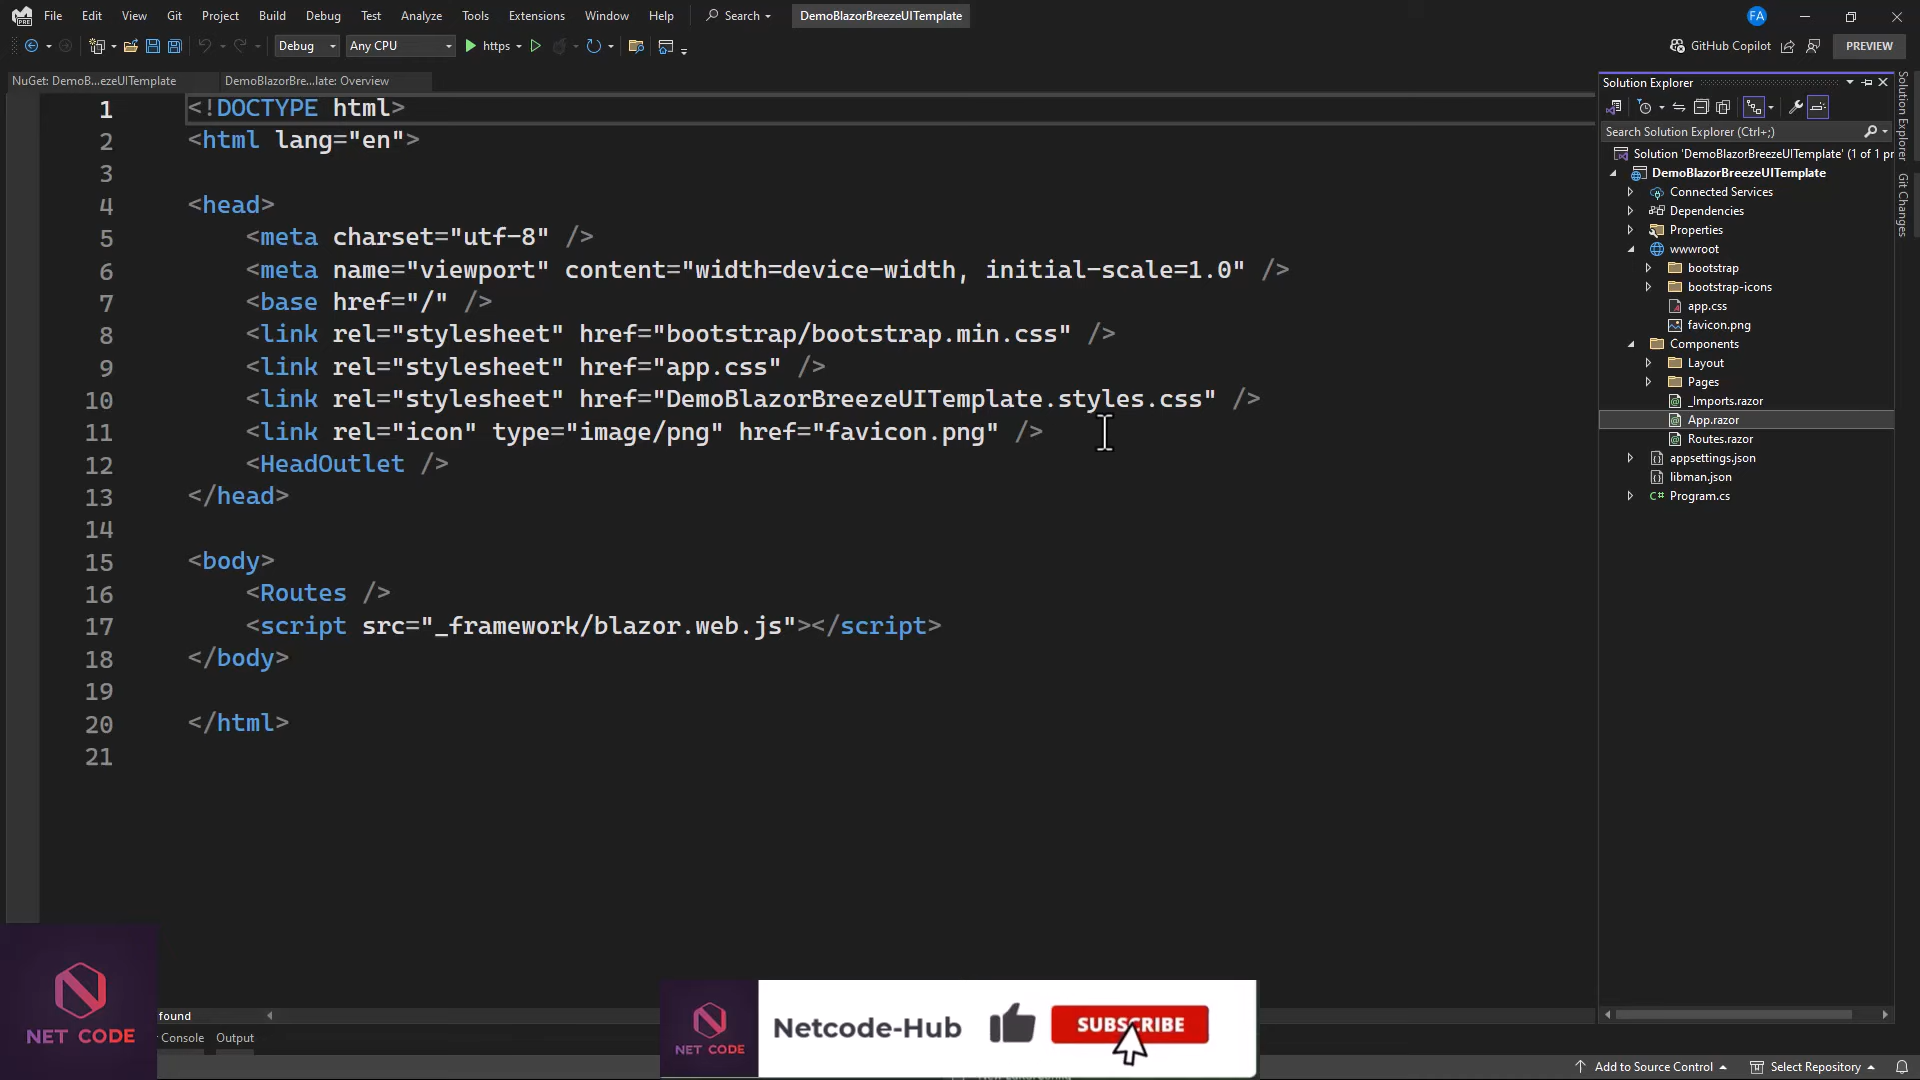 File Edit View Git Project Build Debug Test Analyze Tools Extensions Window Help Search DemoBlazorBreezeUITemplate FA
Debug Any CPU https GitHub Copilot PREVIEW
NuGet: DemoB...ezeUITemplate DemoBlazorBre...late: Overview
1 <!DOCTYPE html>
2 <html lang="en">
3
4 <head>
5 <meta charset="utf-8" />
6 <meta name="viewport" content="width=device-width, initial-scale=1.0" />
7 <base href="/" />
8 <link rel="stylesheet" href="bootstrap/bootstrap.min.css" />
9 <link rel="stylesheet" href="app.css" />
10 <link rel="stylesheet" href="DemoBlazorBreezeUITemplate.styles.css" />
11 <link rel="icon" type="image/png" href="favicon.png" />
12 <HeadOutlet />
13 </head>
14
15 <body>
16 <Routes />
17 <script src="_framework/blazor.web.js"></script>
18 </body>
19
20 </html>
21
Solution Explorer
Search Solution Explorer (Ctrl+;)
Solution 'DemoBlazorBreezeUITemplate' (1 of 1 pr
DemoBlazorBreezeUITemplate
Connected Services
Dependencies
Properties
wwwroot
bootstrap
bootstrap-icons
app.css
favicon.png
Components
Layout
Pages
_Imports.razor
App.razor
Routes.razor
appsettings.json
libman.json
C# Program.cs
Solution Explorer
Git Changes
found
Console Output
NET CODE
NET CODE
Netcode-Hub
SUBSCRIBE
Add to Source Control Select Repository